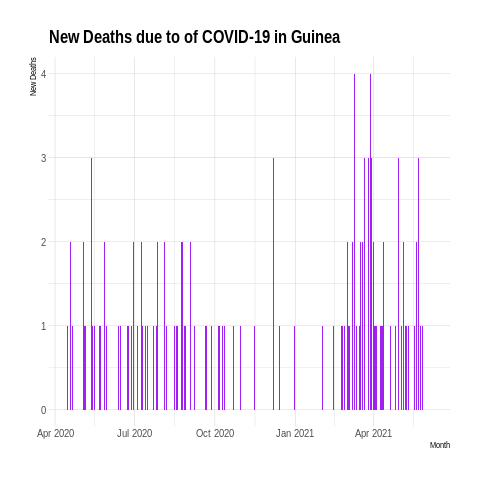 New Deaths due to of COVID-19 in Guinea
New Deaths
4
3
2
1
0
Apr 2020 Jul 2020 Oct 2020 Jan 2021 Apr 2021
Month